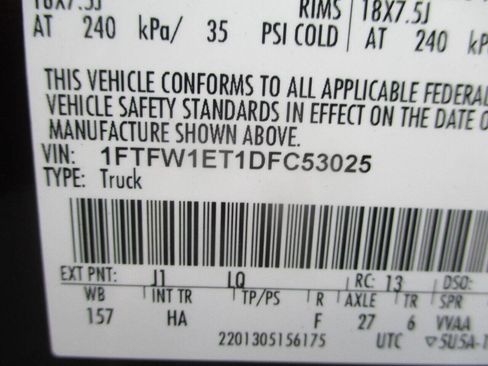 18X7.5J RIMS 18X7.5J
AT 240 kPa/ 35 PSI COLD AT 240
THIS VEHICLE CONFORMS TO ALL APPLICABLE FEDERAL
VEHICLE SAFETY STANDARDS IN EFFECT ON THE DATE
MANUFACTURE SHOWN ABOVE.
VIN: 1FTFW1ET1DFC53025
TYPE: Truck
EXT PNT: J1 LQ RC: 13 DSO:
WB INT TR TP/PS R AXLE TR SPR
157 HA F 27 6 VVAA
2201305156175 UTC